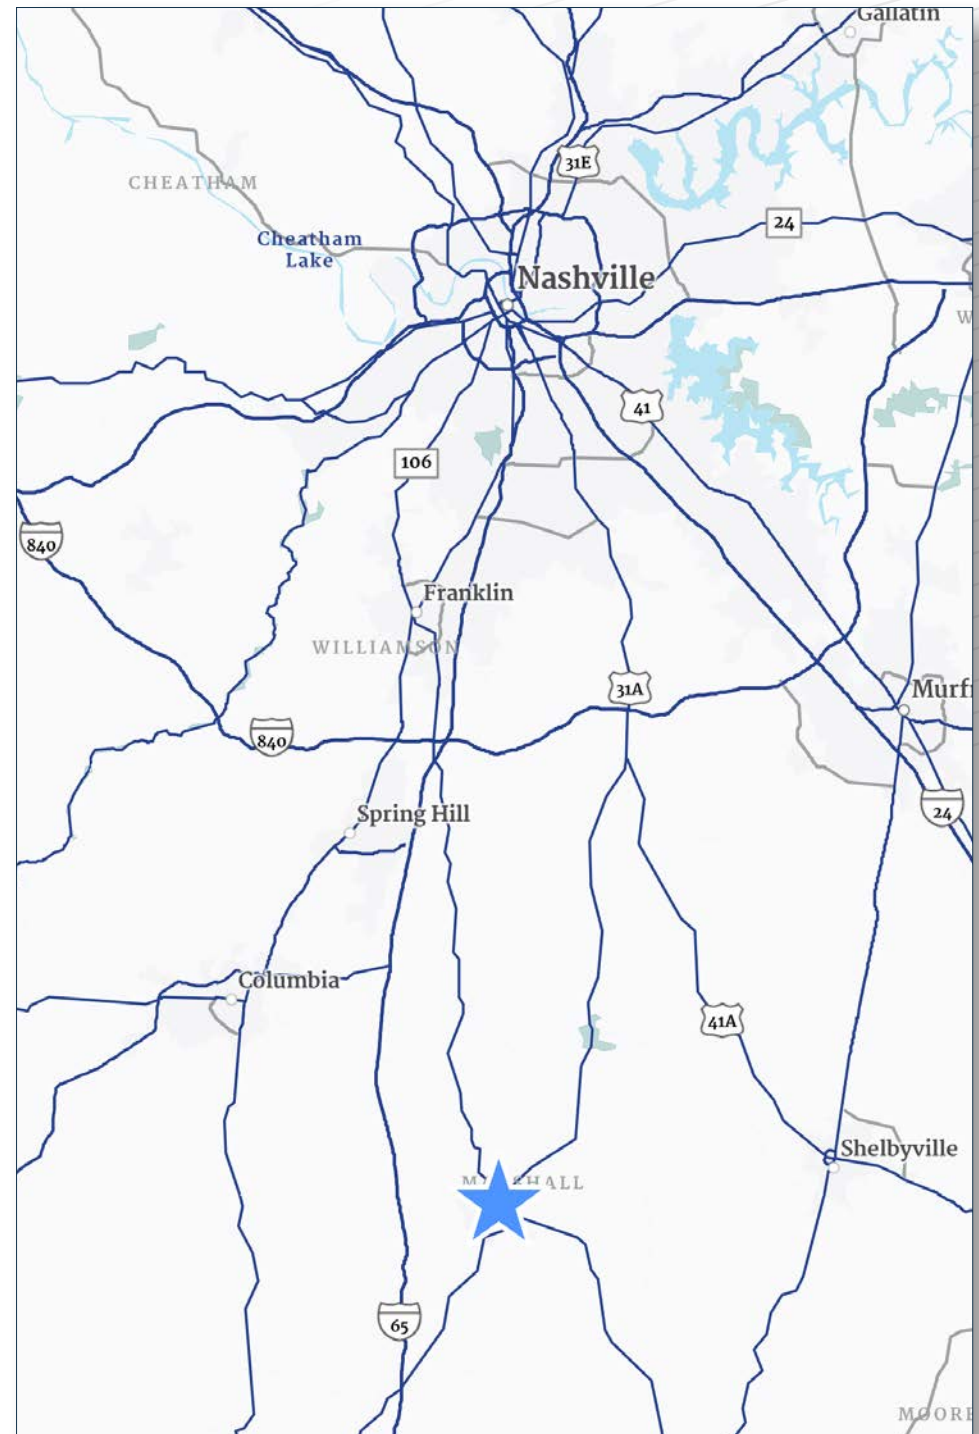 Gallatin
31E
CHEATHAM
24
Cheatham
Lake
Nashville
W
41
106
840
Franklin
WILLIAMSON
31A
Murf
840
Spring Hill
24
Columbia
41A
Shelbyville
65
MOORE